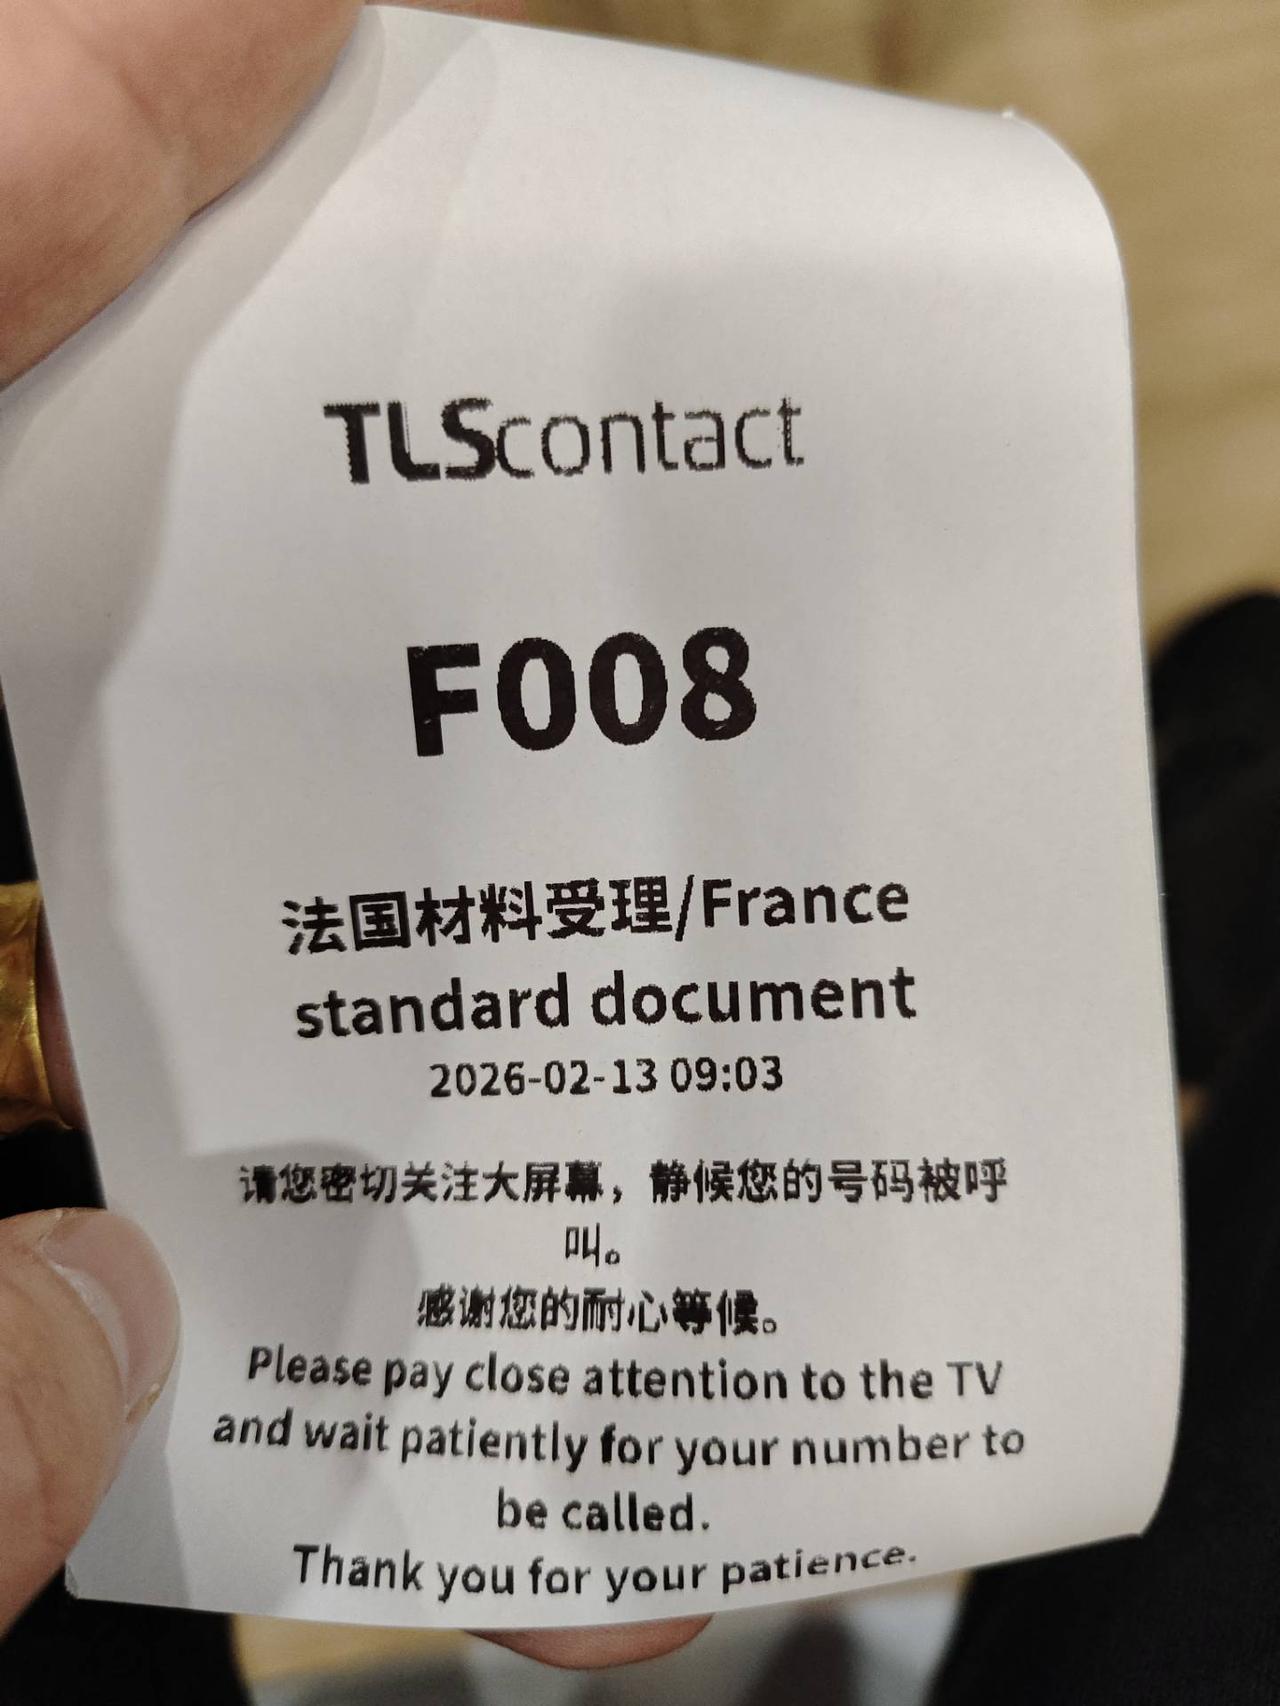 TLScontact
F008
法国材料受理/France
standard document
2026-02-13 09:03
请您密切关注大屏幕，静候您的号码被呼
叫。
感谢您的耐心等候。
Please pay close attention to the TV
and wait patiently for your number to
be called.
Thank you for your patience.